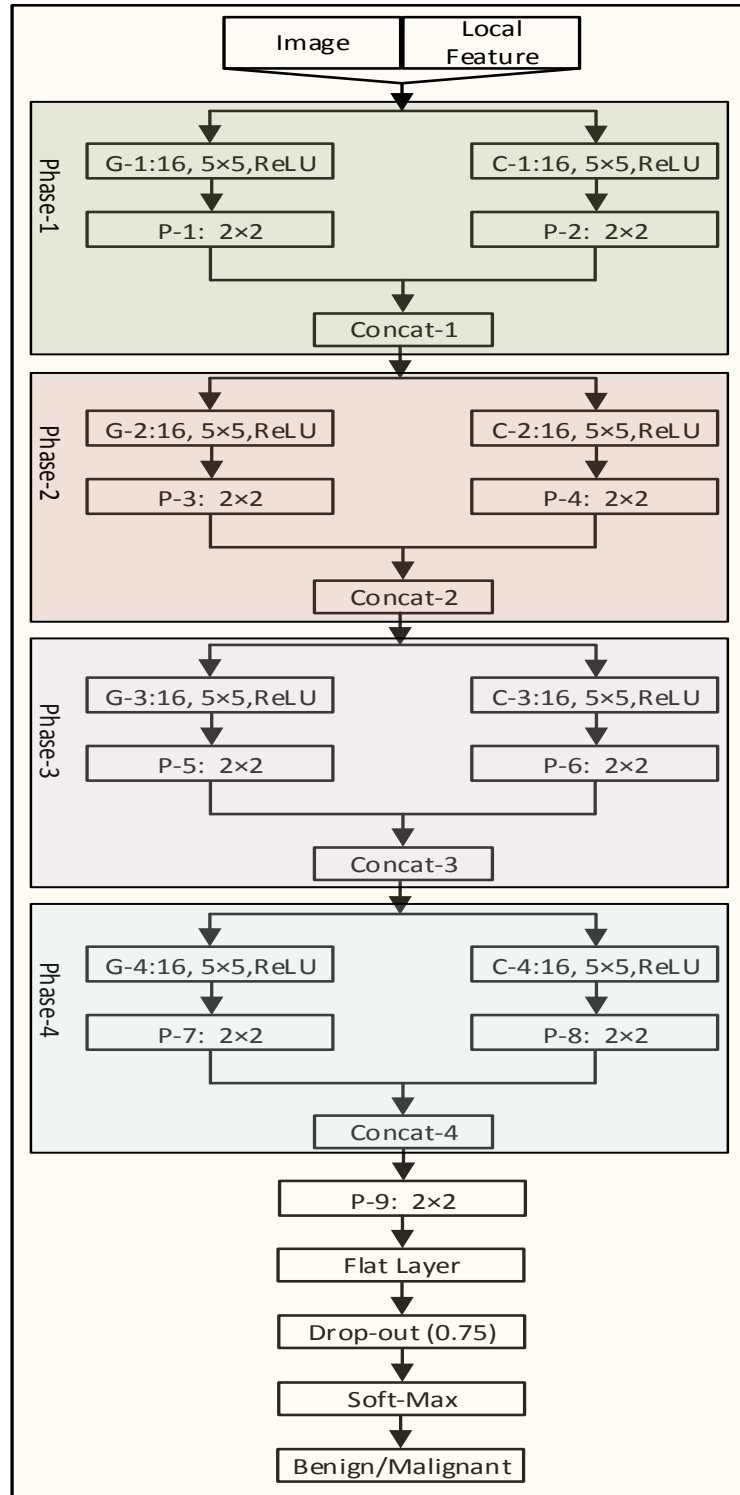 Image
Local
Feature
Phase-1
G-1:16, 5×5,ReLU
C-1:16, 5×5,ReLU
P-1: 2×2
P-2: 2×2
Concat-1
Phase-2
G-2:16, 5×5,ReLU
C-2:16, 5×5,ReLU
P-3: 2×2
P-4: 2×2
Concat-2
Phase-3
G-3:16, 5×5,ReLU
C-3:16, 5×5,ReLU
P-5: 2×2
P-6: 2×2
Concat-3
Phase-4
G-4:16, 5×5,ReLU
C-4:16, 5×5,ReLU
P-7: 2×2
P-8: 2×2
Concat-4
P-9: 2×2
Flat Layer
Drop-out (0.75)
Soft-Max
Benign/Malignant